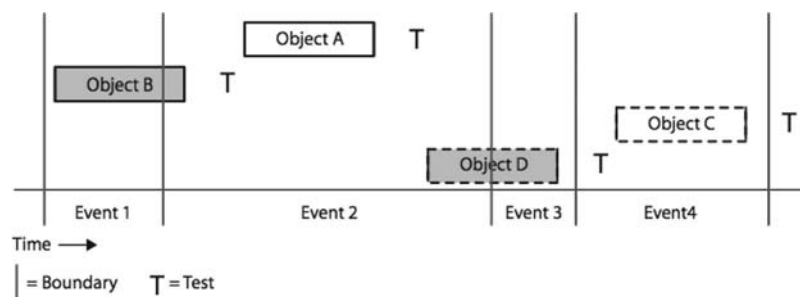 Object A T
Object B T
Object C T
Object D T
Event 1 Event 2 Event 3 Event4
Time
= Boundary T = Test